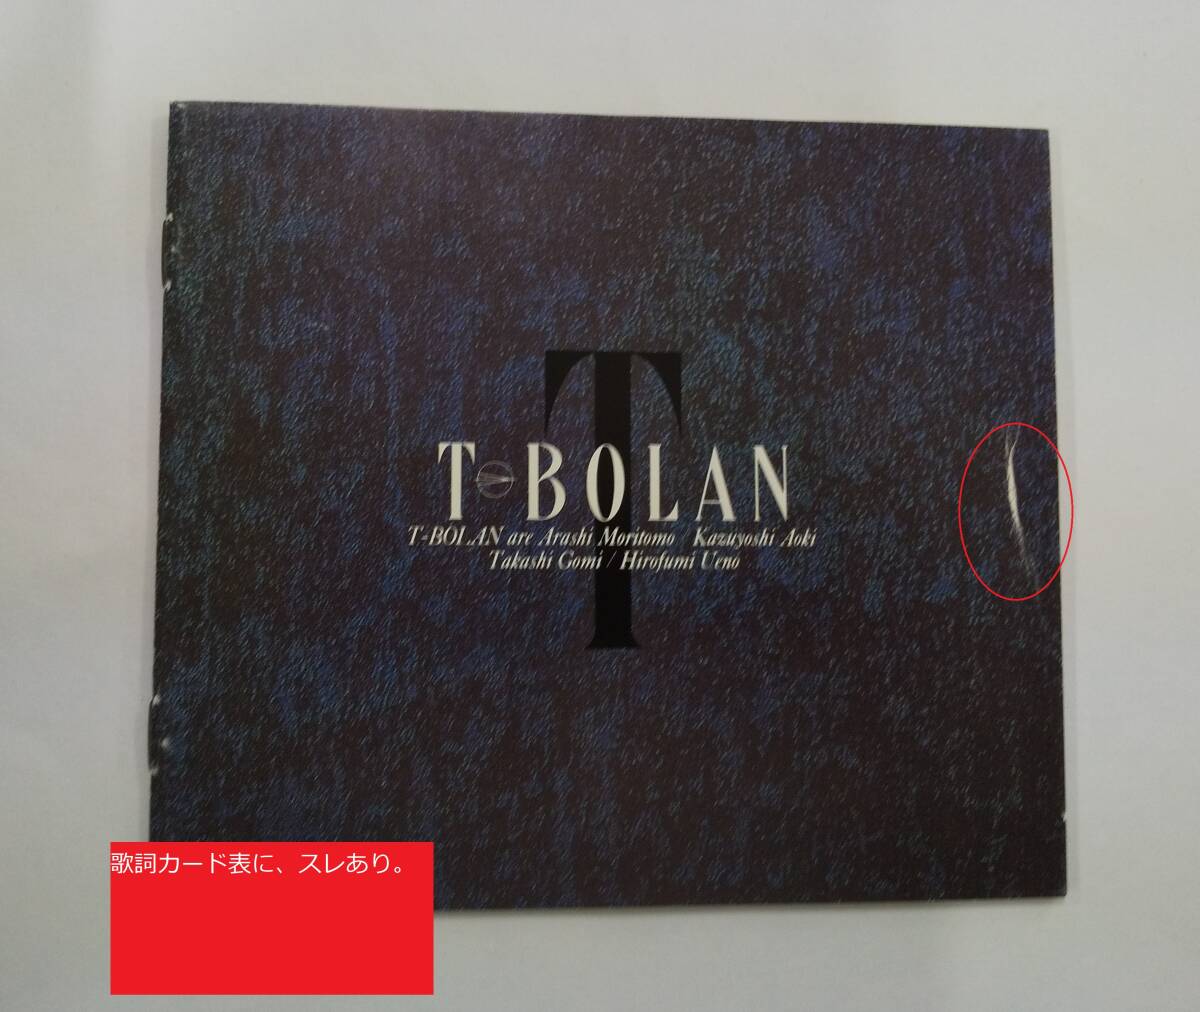 T
T-BOLAN
T-BOLAN are Arashi Moritomo / Kazuyoshi Aoki
Takashi Gomi / Hirofumi Ueno
歌詞カード表に、スレあり。